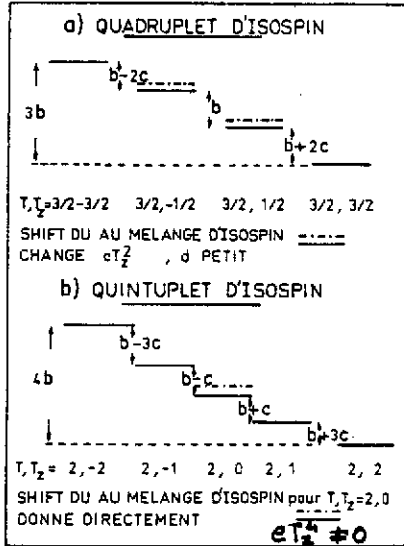 a) QUADRUPLET D'ISOSPIN
b-2c
3b
b
b+2c
T,Tz=3/2-3/2 3/2,-1/2 3/2, 1/2 3/2, 3/2
SHIFT DU AU MELANGE D'ISOSPIN
CHANGE cTz² , d PETIT
b) QUINTUPLET D'ISOSPIN
b-3c
4b
b-c
b+c
b+3c
T,Tz = 2,-2 2,-1 2, 0 2, 1 2, 2
SHIFT DU AU MELANGE D'ISOSPIN pour T,Tz=2,0
DONNE DIRECTEMENT
eTz⁴ ≠0